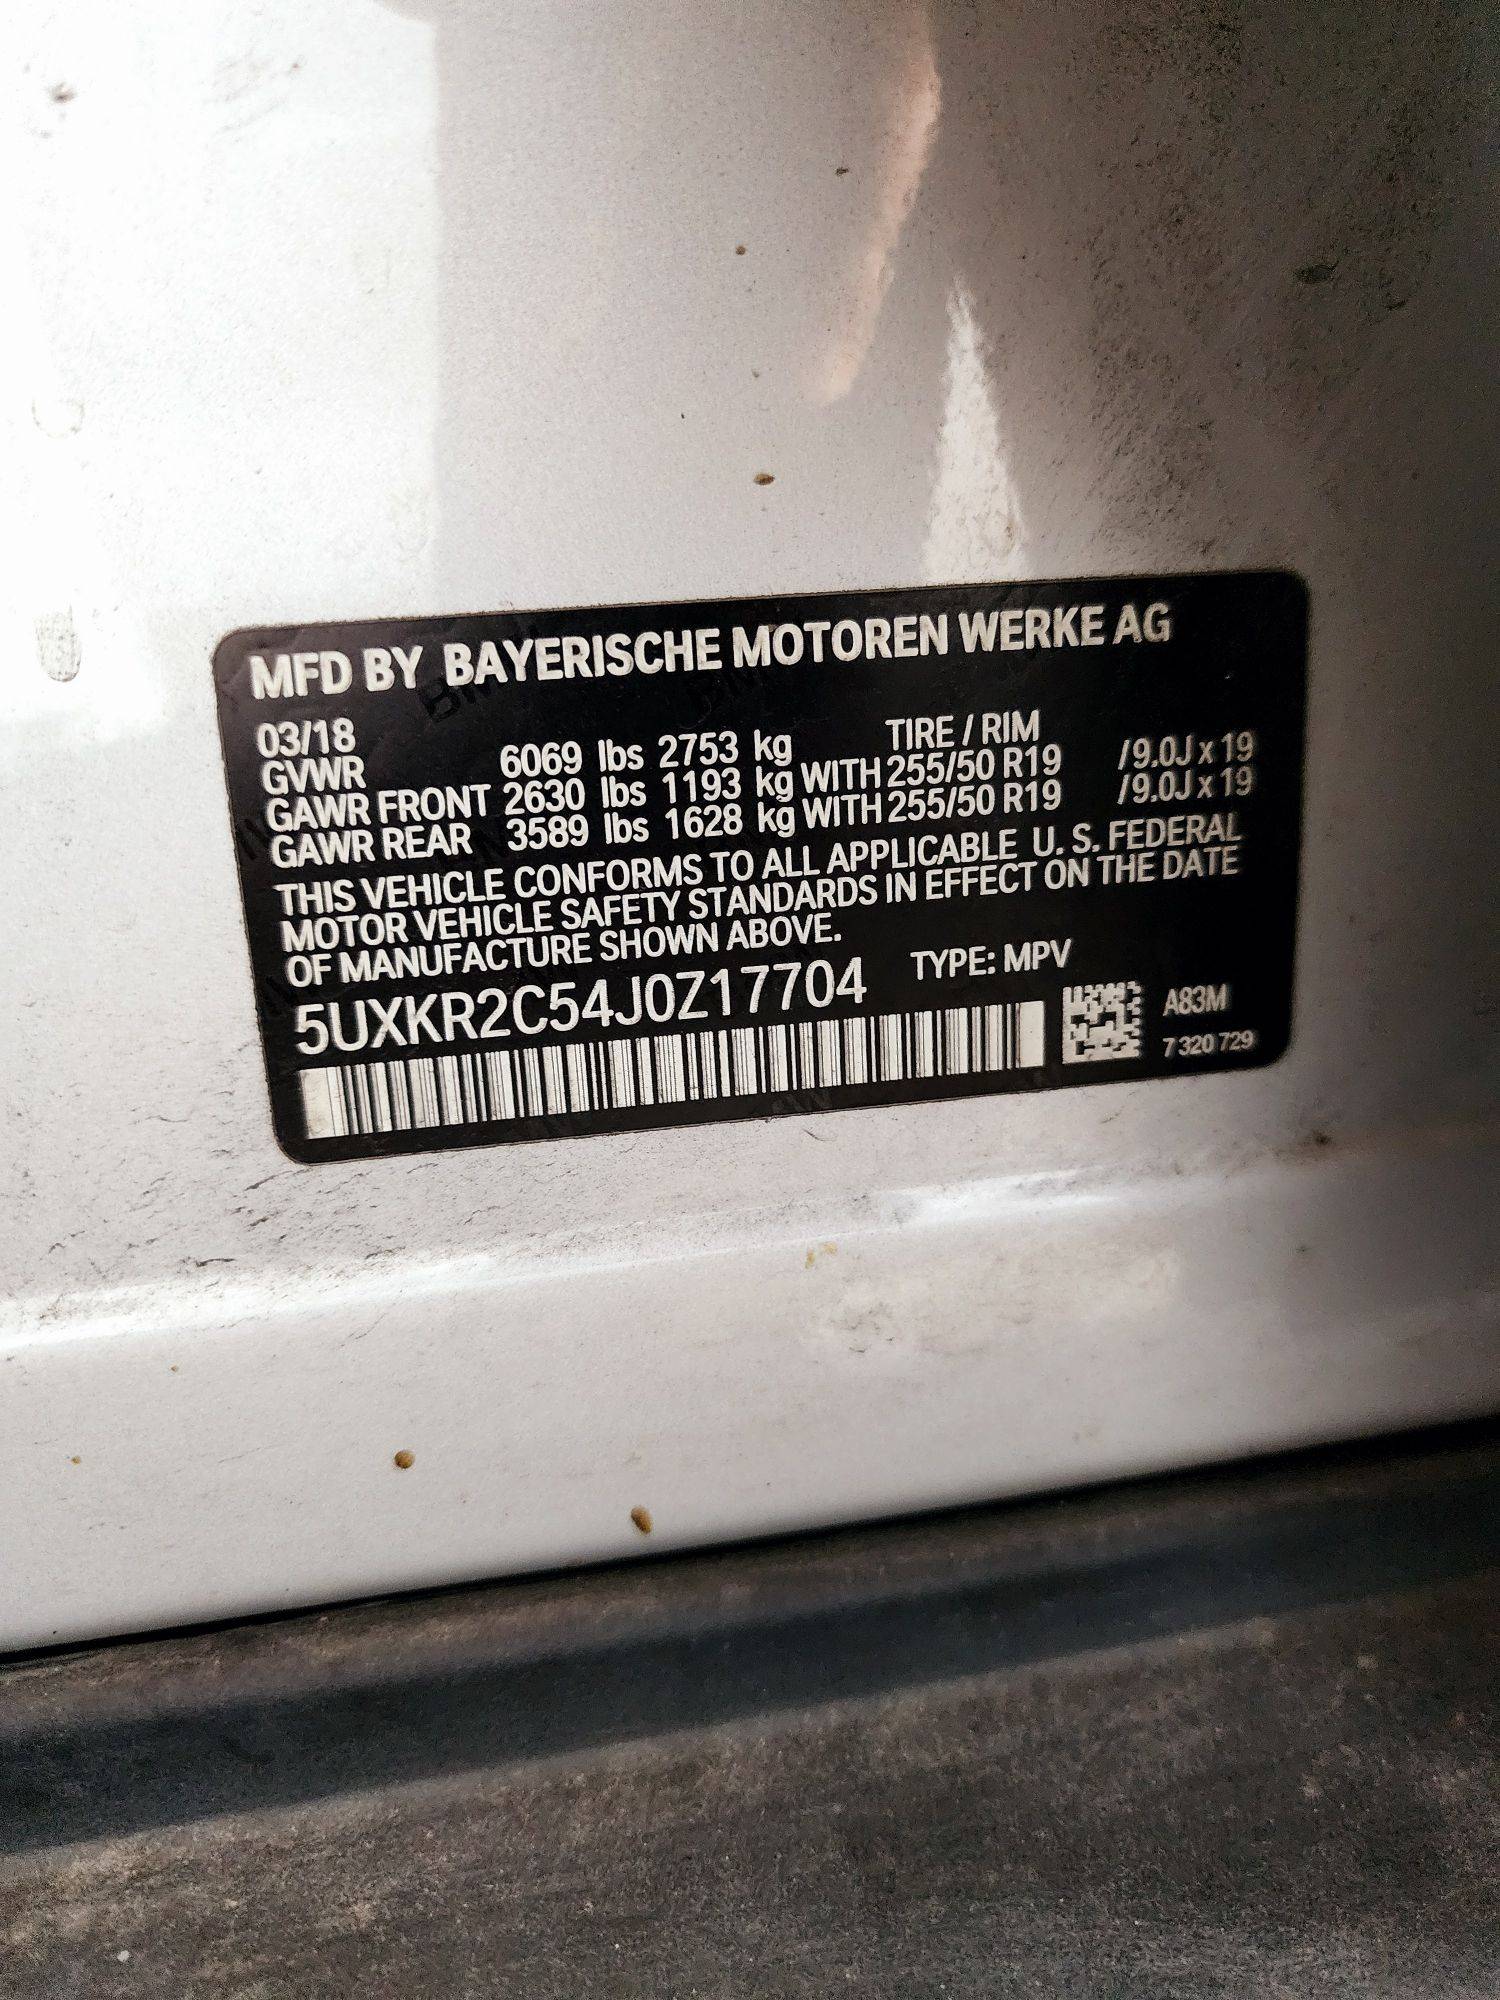 MFD BY BAYERISCHE MOTOREN WERKE AG
03/18 TIRE / RIM
GVWR 6069 lbs 2753 kg
GAWR FRONT 2630 lbs 1193 kg WITH 255/50 R19 /9.0J x 19
GAWR REAR 3589 lbs 1628 kg WITH 255/50 R19 /9.0J x 19
THIS VEHICLE CONFORMS TO ALL APPLICABLE U. S. FEDERAL
MOTOR VEHICLE SAFETY STANDARDS IN EFFECT ON THE DATE
OF MANUFACTURE SHOWN ABOVE.
5UXKR2C54J0Z17704 TYPE: MPV
A83M
7 320 729